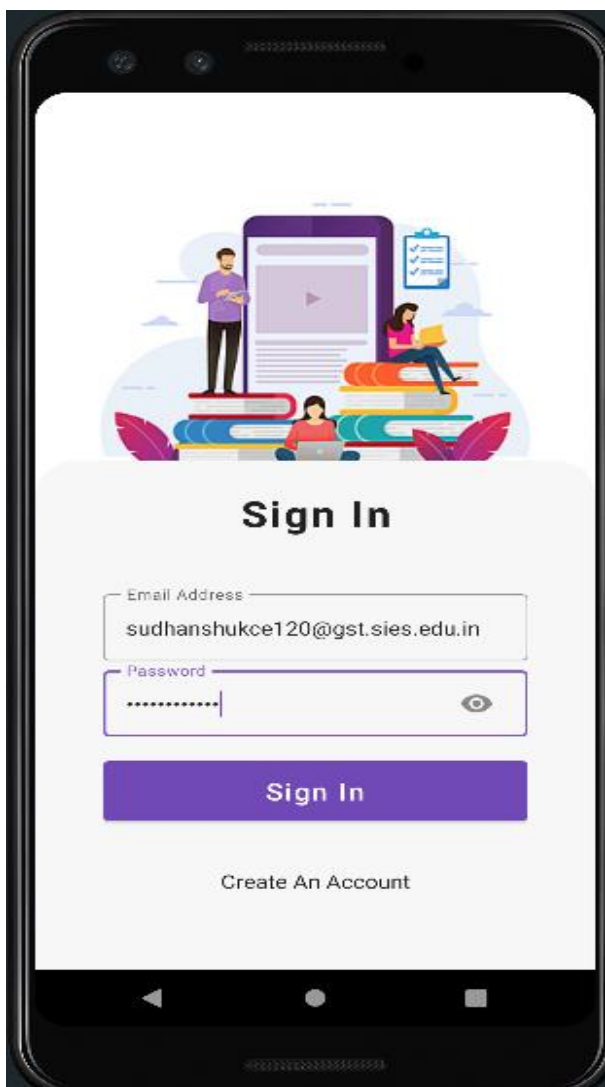 Sign In
Email Address
sudhanshukce120@gst.sies.edu.in
Password
••••••••••••
Sign In
Create An Account